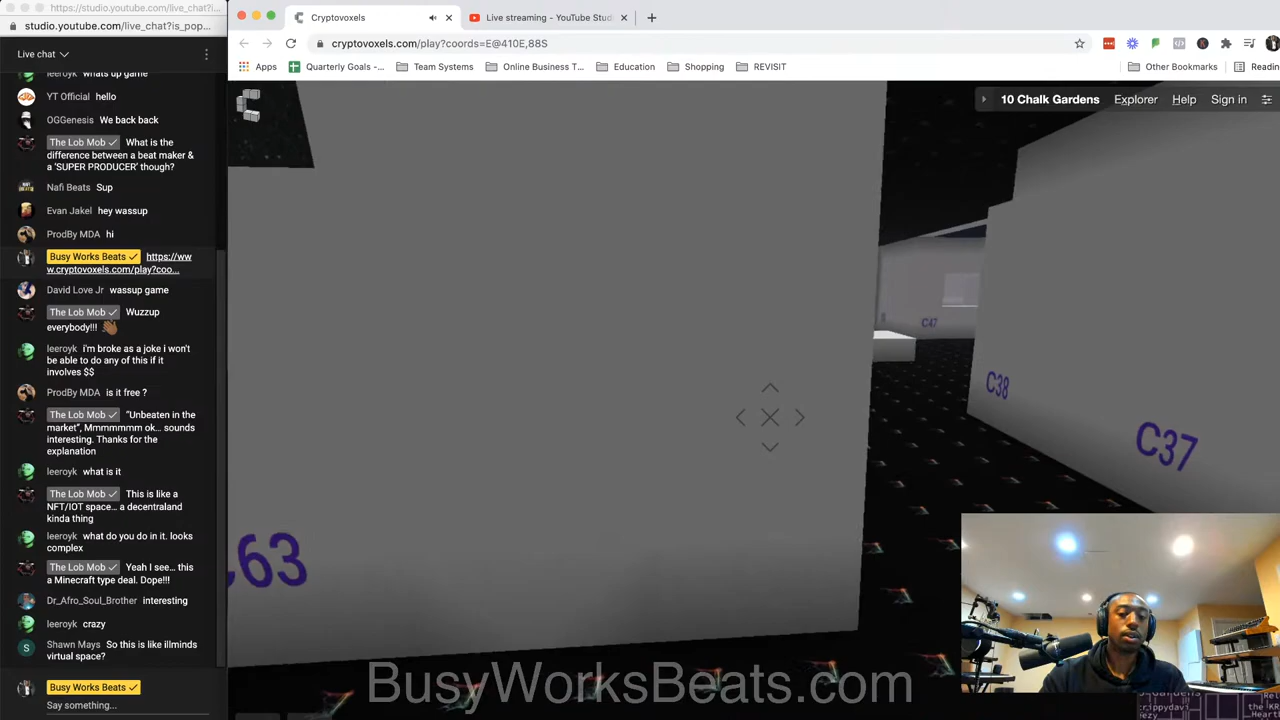 https://studio.youtube.com/live_chat?i...
studio.youtube.com/live_chat?is_pop...
Live chat
leeroyk whats up game
YT Official hello
OGGenesis We back back
The Lob Mob What is the
difference between a beat maker &
a ‘SUPER PRODUCER’ though?
Nafi Beats Sup
Evan Jakel hey wassup
ProdBy MDA hi
Busy Works Beats https://ww
w.cryptovoxels.com/play?coo...
David Love Jr wassup game
The Lob Mob Wuzzup
everybody!!!
leeroyk i'm broke as a joke i won't
be able to do any of this if it
involves $$
ProdBy MDA is it free ?
The Lob Mob “Unbeaten in the
market”, Mmmmmm ok… sounds
interesting. Thanks for the
explanation
leeroyk what is it
The Lob Mob This is like a
NFT/IOT space… a decentraland
kinda thing
leeroyk what do you do in it. looks
complex
The Lob Mob Yeah I see… this
a Minecraft type deal. Dope!!!
Dr_Afro_Soul_Brother interesting
leeroyk crazy
S Shawn Mays So this is like illminds
virtual space?
Busy Works Beats
Say something...
Cryptovoxels
Live streaming - YouTube Stud
cryptovoxels.com/play?coords=E@410E,88S
Apps Quarterly Goals -... Team Systems Online Business T... Education Shopping REVISIT Other Bookmarks Readin
10 Chalk Gardens Explorer Help Sign in
C47
C38
C37
C63
BusyWorksBeats.com